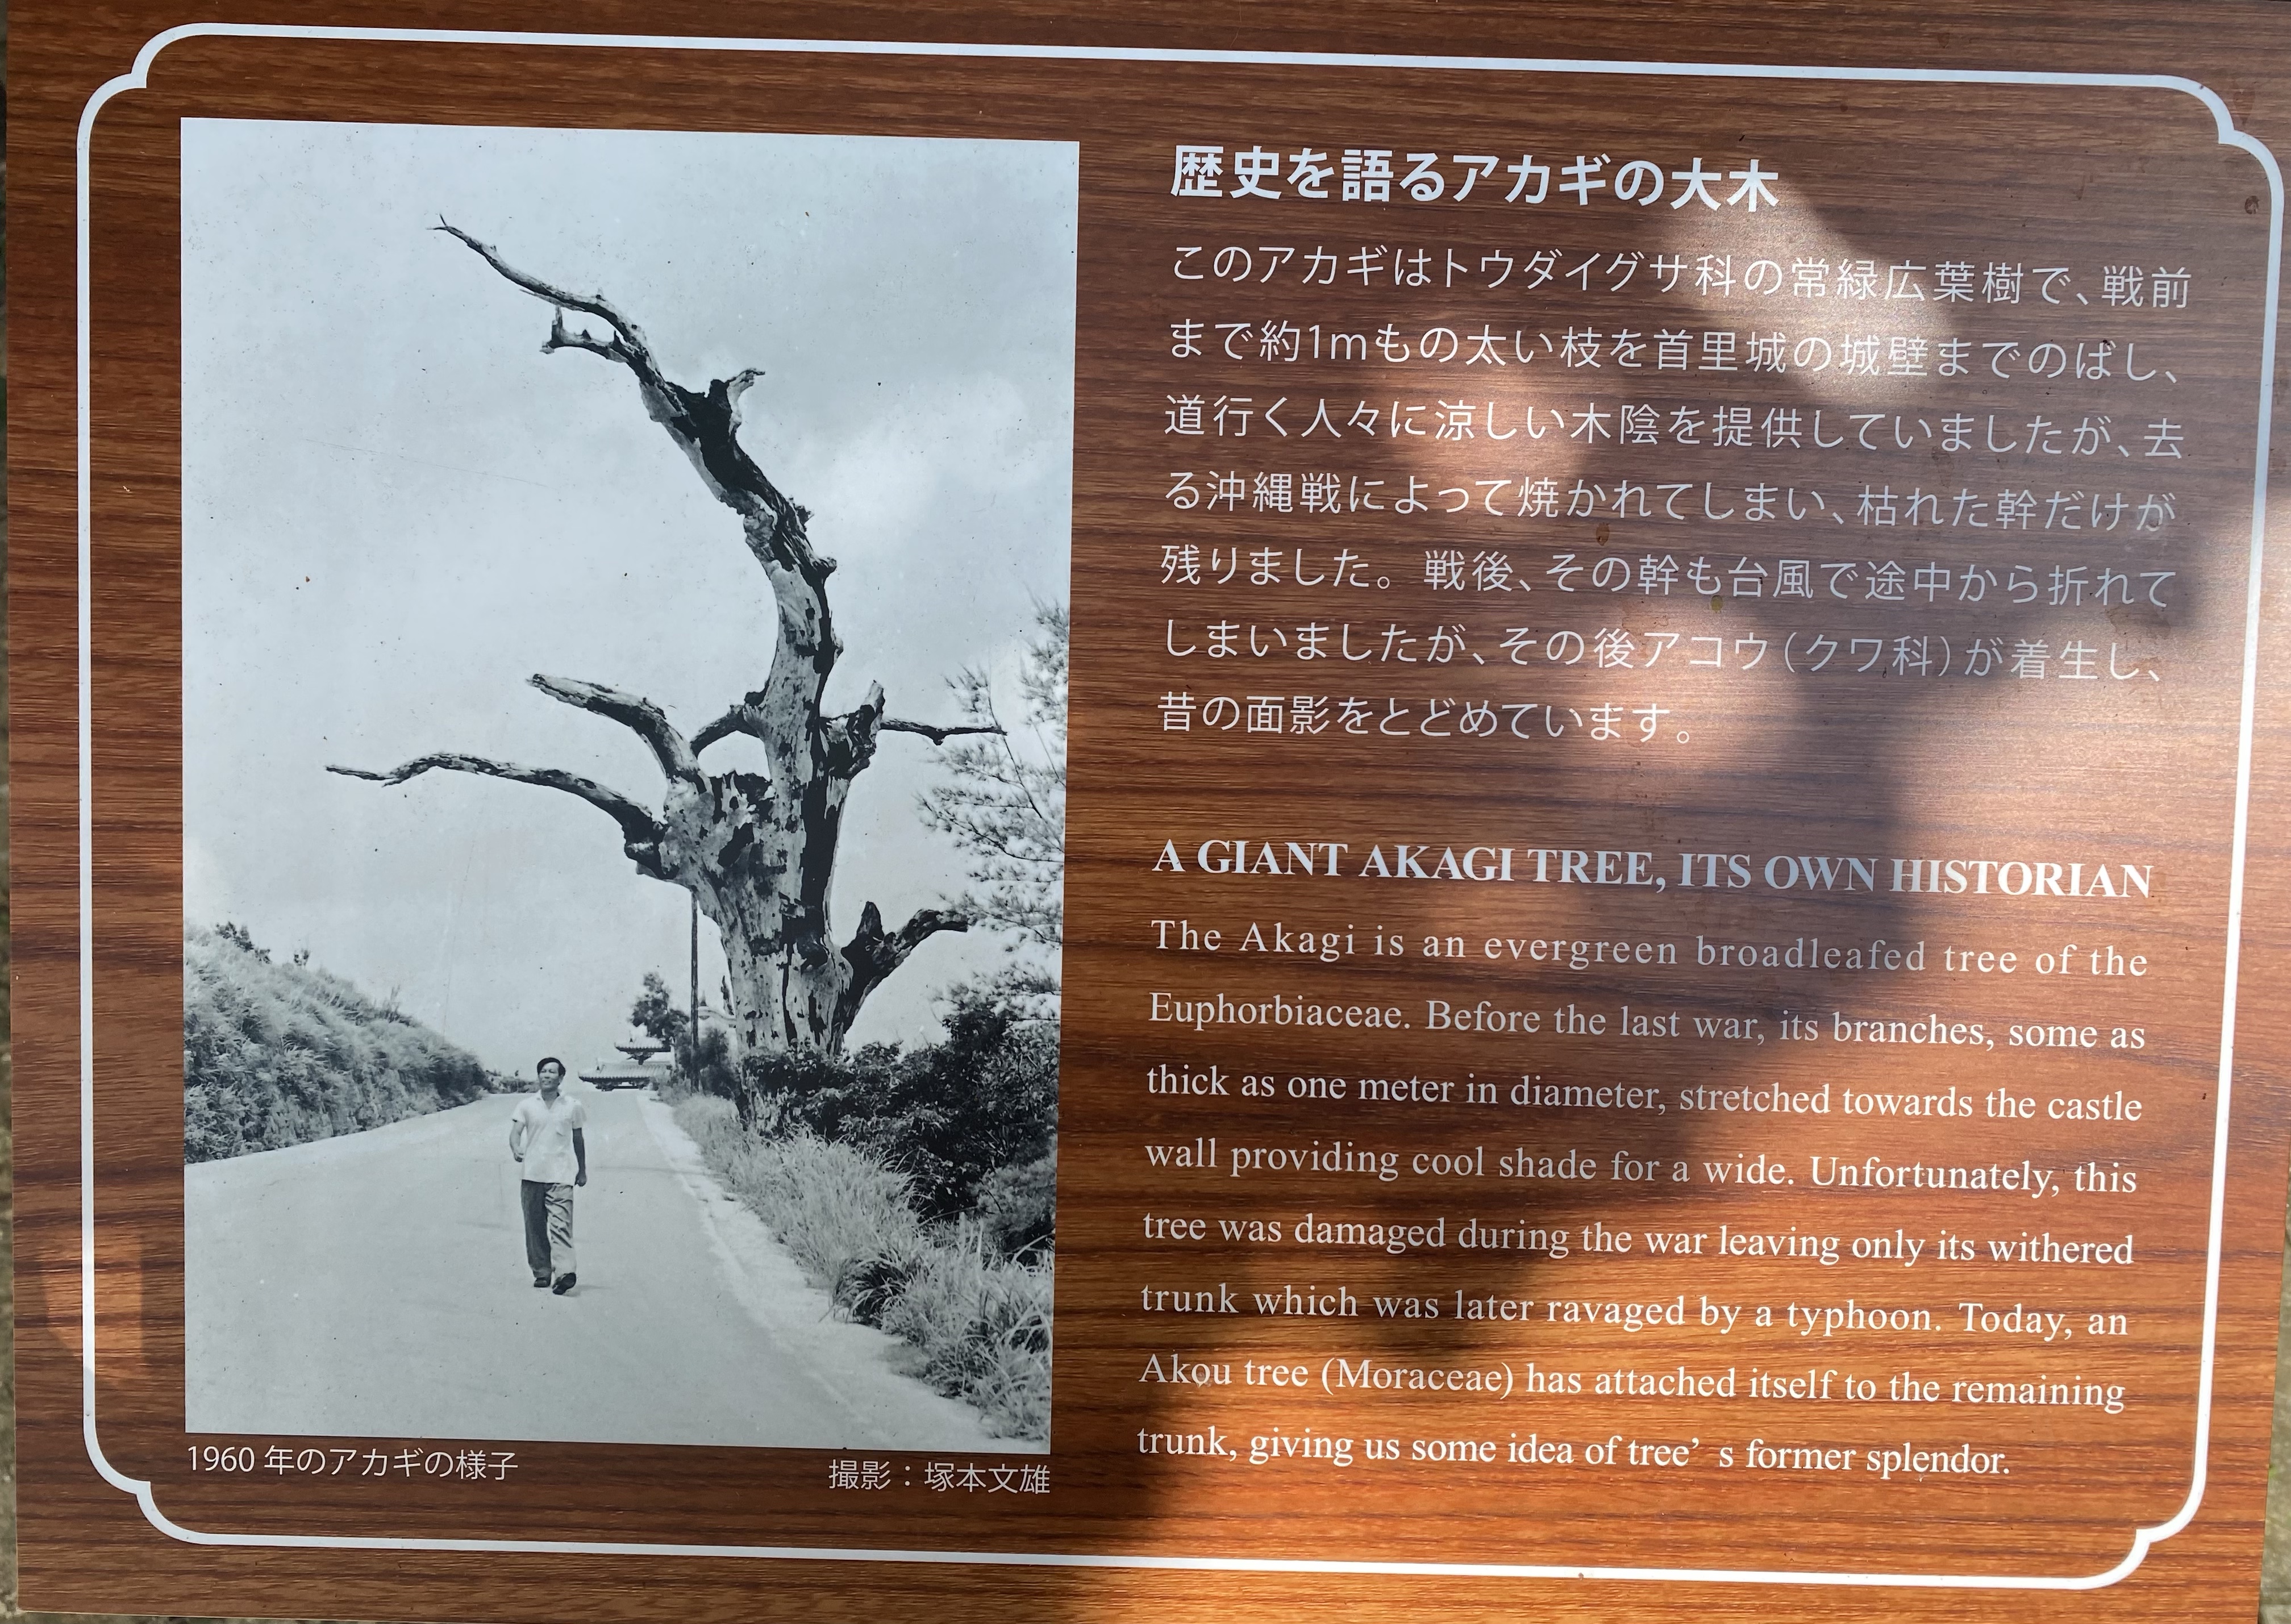 歴史を語るアカギの大木
このアカギはトウダイグサ科の常緑広葉樹で、戦前
まで約1mもの太い枝を首里城の城壁までのばし、
道行く人々に涼しい木陰を提供していましたが、去
る沖縄戦によって焼かれてしまい、枯れた幹だけが
残りました。戦後、その幹も台風で途中から折れて
しまいましたが、その後アコウ（クワ科）が着生し、
昔の面影をとどめています。
A GIANT AKAGI TREE, ITS OWN HISTORIAN
The Akagi is an evergreen broadleafed tree of the
Euphorbiaceae. Before the last war, its branches, some as
thick as one meter in diameter, stretched towards the castle
wall providing cool shade for a wide. Unfortunately, this
tree was damaged during the war leaving only its withered
trunk which was later ravaged by a typhoon. Today, an
Akou tree (Moraceae) has attached itself to the remaining
trunk, giving us some idea of tree’ s former splendor.
1960 年のアカギの様子
撮影：塚本文雄